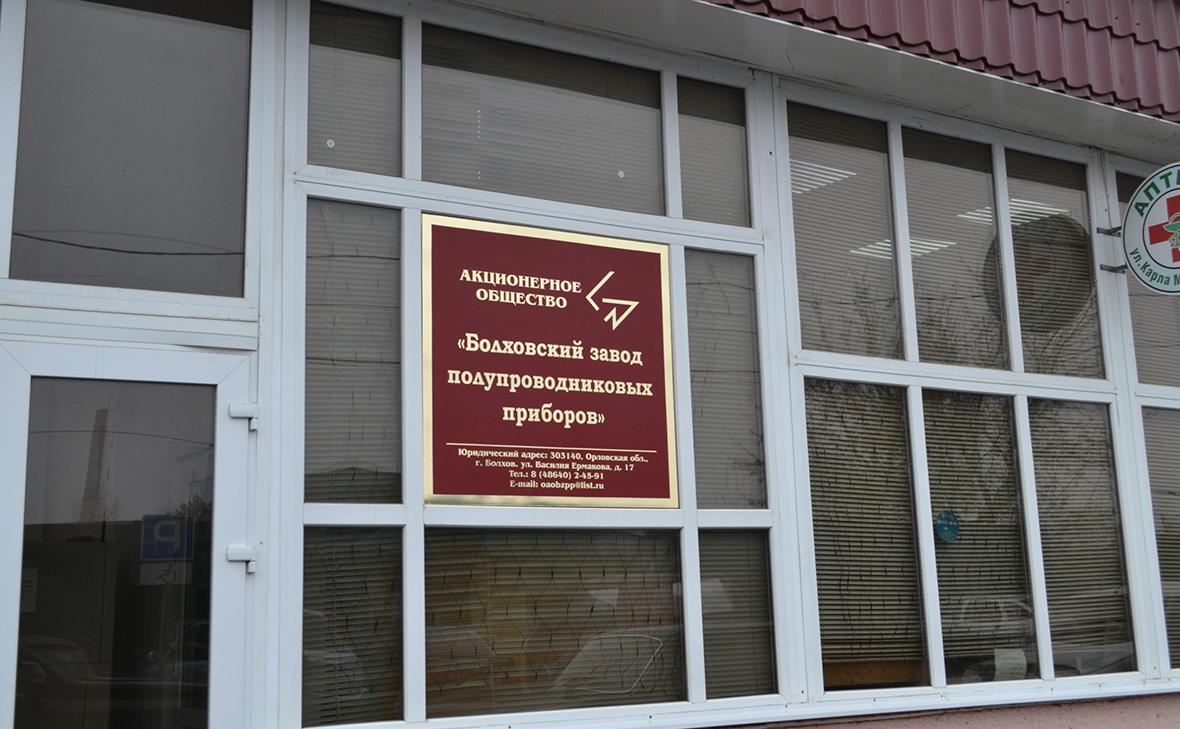 АКЦИОНЕРНОЕ
ОБЩЕСТВО
«Болховский завод
полупроводниковых
приборов»
Юридический адрес: 303140, Орловская обл.,
г. Болхов. ул. Василия Ермакова, д. 17
Тел.: 8 (48640) 2-45-91
E-mail: oaobzpp@list.ru
ул. Карла
P